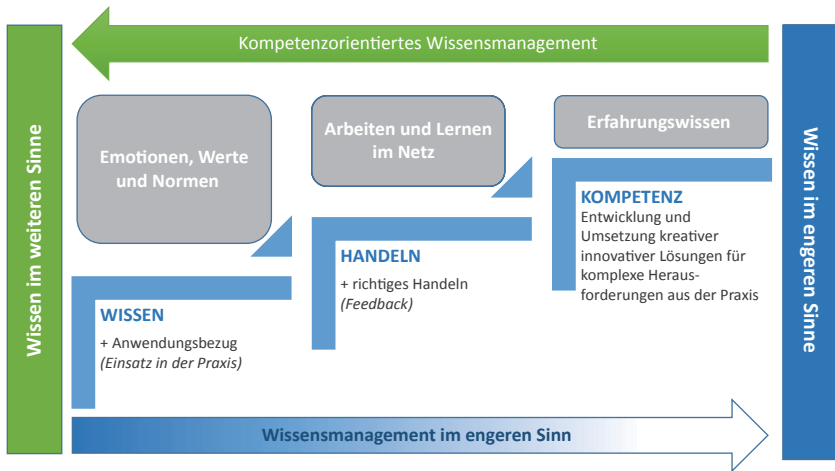 Kompetenzorientiertes Wissensmanagement
Wissen im weiteren Sinne
Emotionen, Werte
und Normen
Arbeiten und Lernen
im Netz
Erfahrungswissen
WISSEN
+ Anwendungsbezug
(Einsatz in der Praxis)
HANDELN
+ richtiges Handeln
(Feedback)
KOMPETENZ
Entwicklung und
Umsetzung kreativer
innovativer Lösungen für
komplexe Heraus-
forderungen aus der Praxis
Wissen im engeren Sinne
Wissensmanagement im engeren Sinn